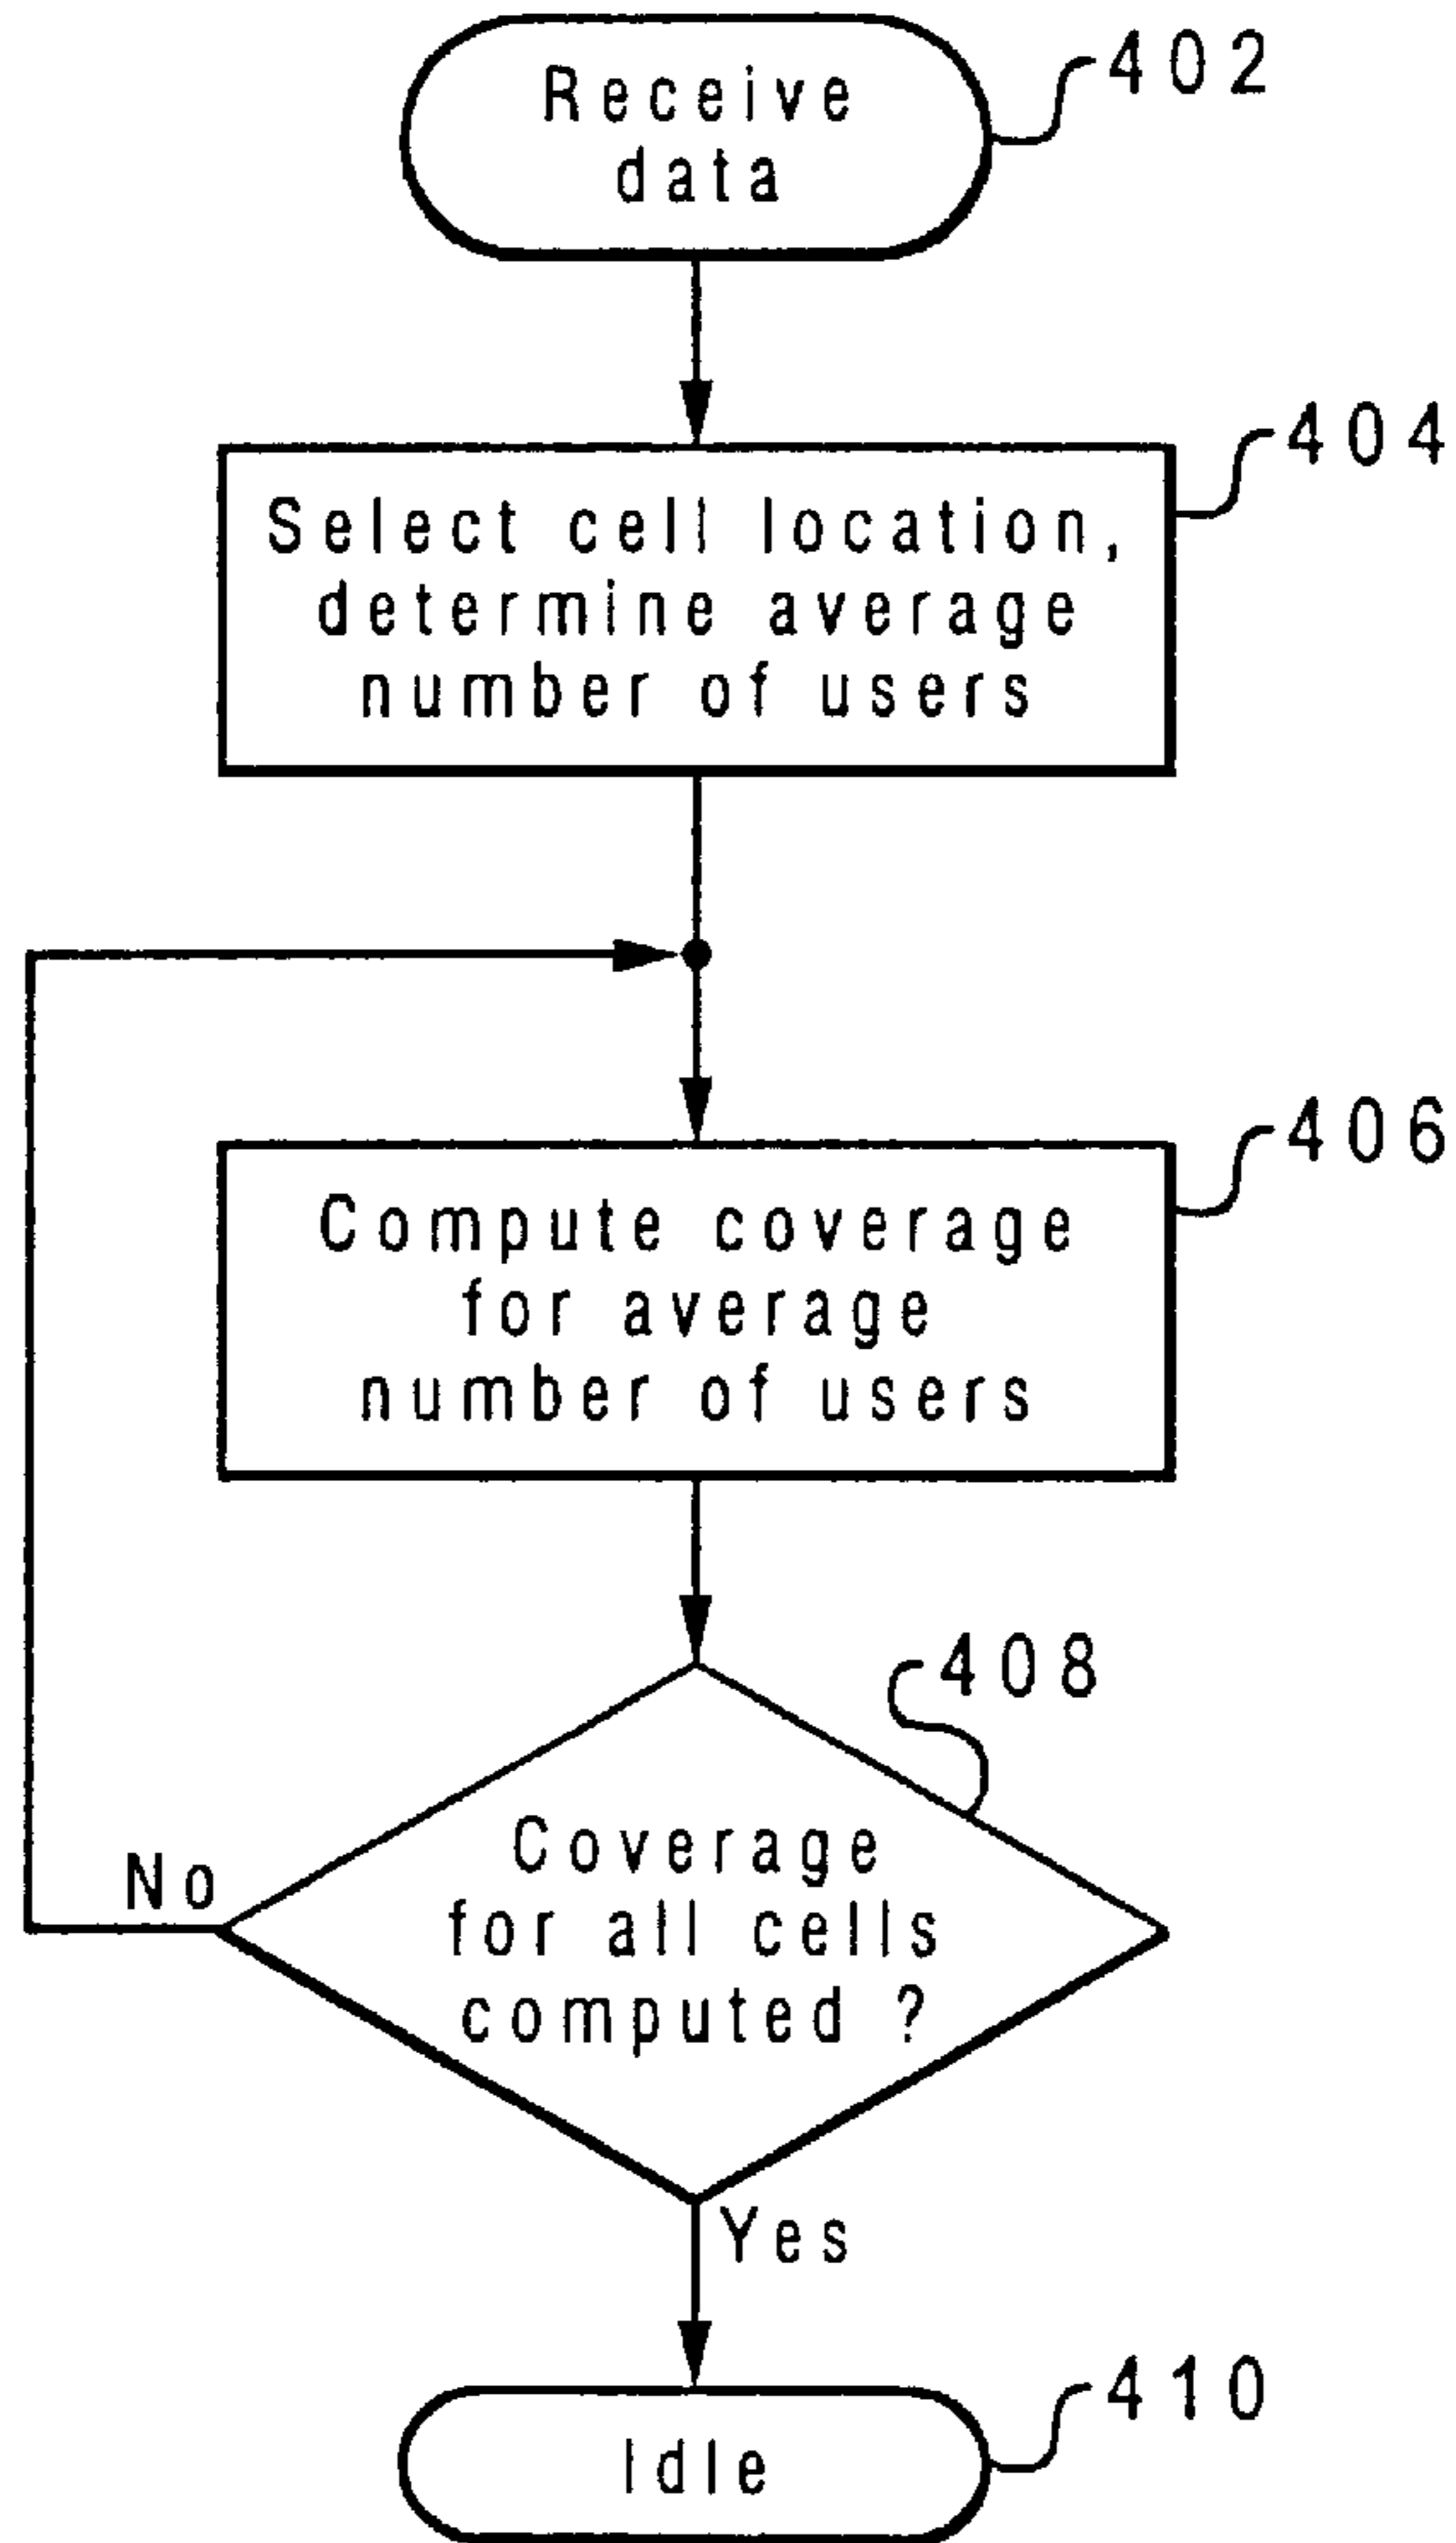 Receive
data
402
Select cell location,
determine average
number of users
404
Compute coverage
for average
number of users
406
408
Coverage
for all cells
computed ?
No
Yes
Idle
410